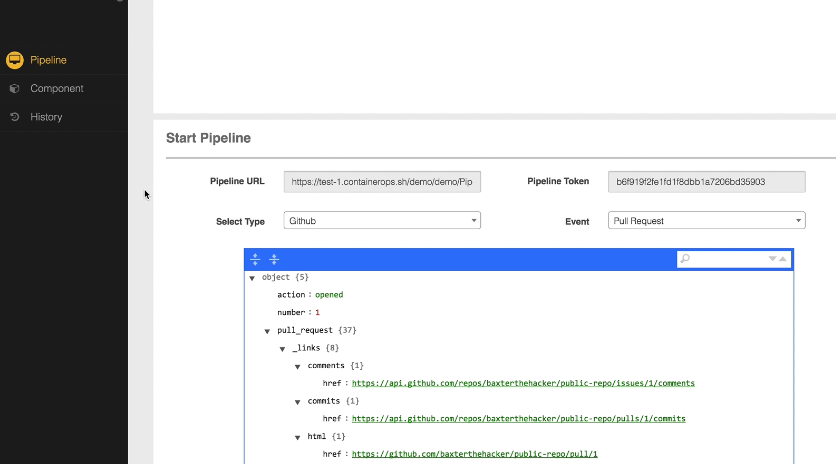 Pipeline
Component
History
Start Pipeline
Pipeline URL https://test-1.containerops.sh/demo/demo/Pip Pipeline Token b6f919f2fe1fd1f8dbb1a7206bd35903
Select Type Github Event Pull Request
object {5}
action : opened
number : 1
pull_request {37}
_links {8}
comments {1}
href : https://api.github.com/repos/baxterthehacker/public-repo/issues/1/comments
commits {1}
href : https://api.github.com/repos/baxterthehacker/public-repo/pulls/1/commits
html {1}
href : https://github.com/baxterthehacker/public-repo/pull/1